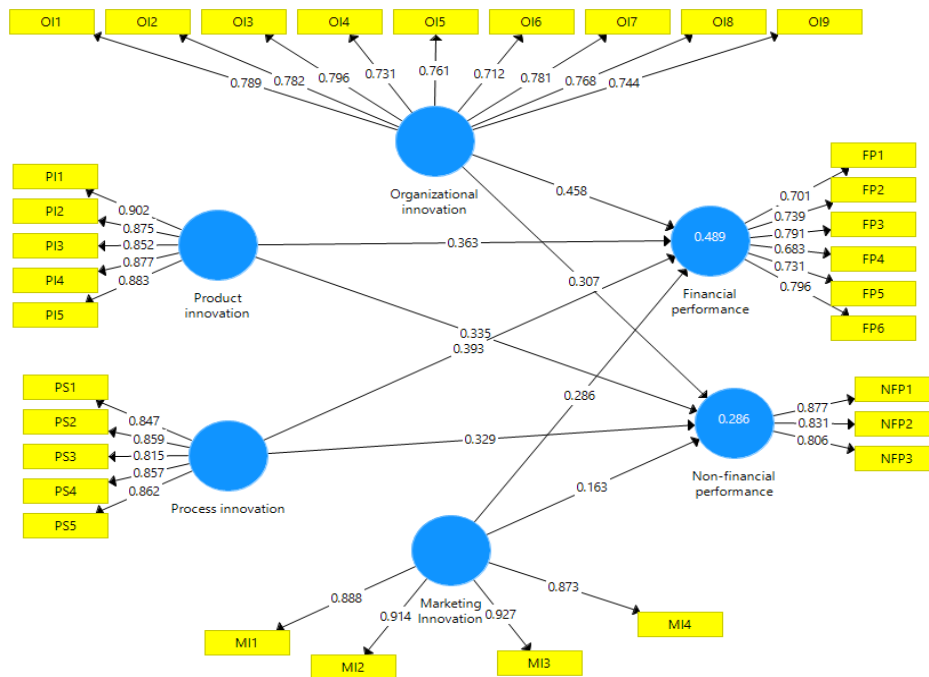 OI1 OI2 OI3 OI4 OI5 OI6 OI7 OI8 OI9
0.789 0.782 0.796 0.731 0.761 0.712 0.781 0.768 0.744
Organizational
innovation
PI1
PI2
PI3
PI4
PI5
0.902
0.875
0.852
0.877
0.883
Product
innovation
0.458
0.363
0.307
0.335
0.393
0.286
0.329
0.163
FP1
FP2
FP3
FP4
FP5
FP6
0.701
0.739
0.791
0.683
0.731
0.796
0.489
Financial
performance
PS1
PS2
PS3
PS4
PS5
0.847
0.859
0.815
0.857
0.862
Process innovation
0.286
Non-financial
performance
0.877
0.831
0.806
NFP1
NFP2
NFP3
Marketing
Innovation
0.888
0.914
0.927
0.873
MI1
MI2
MI3
MI4